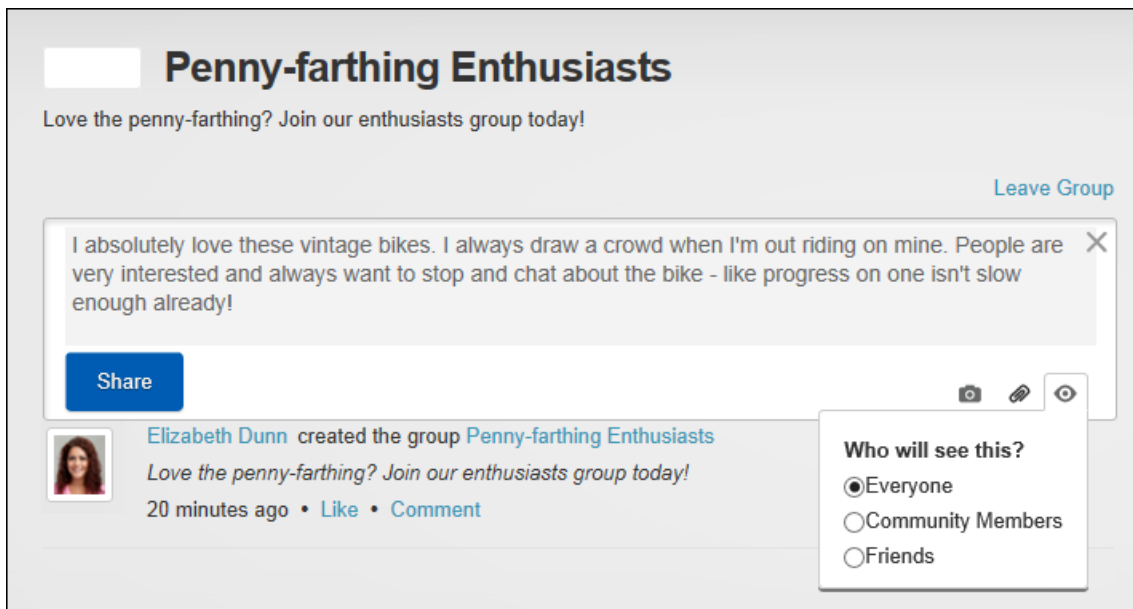 Penny-farthing Enthusiasts
Love the penny-farthing? Join our enthusiasts group today!
Leave Group
I absolutely love these vintage bikes. I always draw a crowd when I'm out riding on mine. People are
very interested and always want to stop and chat about the bike - like progress on one isn't slow
enough already!
Share
Elizabeth Dunn created the group Penny-farthing Enthusiasts
Love the penny-farthing? Join our enthusiasts group today!
20 minutes ago • Like • Comment
Who will see this?
Everyone
Community Members
Friends